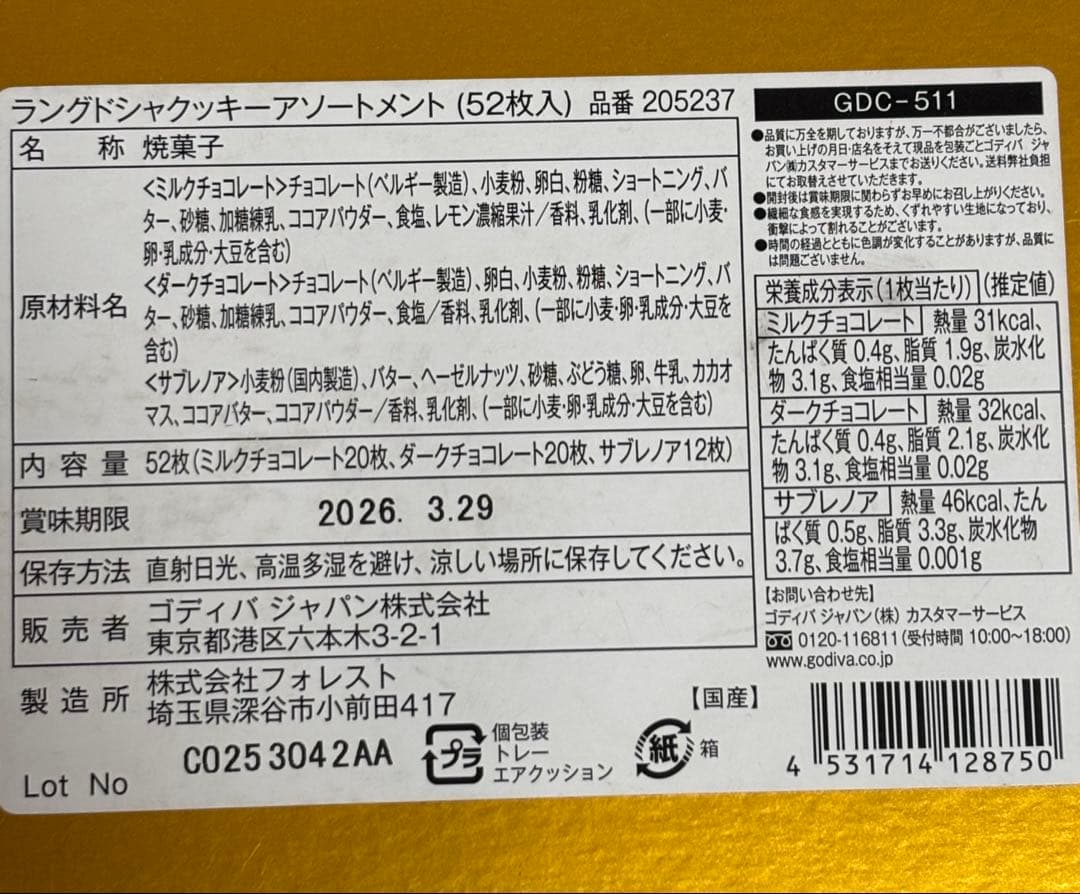 ラングドシャクッキーアソートメント (52枚入) 品番 205237
名 称 焼菓子
原材料名
<ミルクチョコレート>チョコレート(ベルギー製造)、小麦粉、卵白、粉糖、ショートニング、バ
ター、砂糖、加糖練乳、ココアパウダー、食塩、レモン濃縮果汁/香料、乳化剤、(一部に小麦・
卵・乳成分・大豆を含む)
<ダークチョコレート>チョコレート(ベルギー製造)、卵白、小麦粉、粉糖、ショートニング、バ
ター、砂糖、加糖練乳、ココアパウダー、食塩/香料、乳化剤、(一部に小麦・卵・乳成分・大豆を
含む)
<サブレノア>小麦粉(国内製造)、バター、ヘーゼルナッツ、砂糖、ぶどう糖、卵、牛乳、カカオ
マス、ココアバター、ココアパウダー/香料、乳化剤、(一部に小麦・卵・乳成分・大豆を含む)
内容量 52枚(ミルクチョコレート20枚、ダークチョコレート20枚、サブレノア12枚)
賞味期限 2026. 3.29
保存方法 直射日光、高温多湿を避け、涼しい場所に保存してください。
販売者 ゴディバ ジャパン株式会社
東京都港区六本木3-2-1
製造所 株式会社フォレスト
埼玉県深谷市小前田417
【国産】
Lot No C0253042AA
プラ
個包装
トレー
エアクッション
紙 箱
GDC-511
●品質に万全を期しておりますが、万一不都合がございましたら、
お買い上げの月日・店名をそえて現品を包装ごとゴディバ ジャ
パン㈱カスタマーサービスまでお送りください。送料弊社負担
にてお取替えさせていただきます。
●開封後は賞味期限に関わらずお早めにお召し上がりください。
●繊細な食感を実現するため、くずれやすい生地になっており、
衝撃によって割れることがございます。
●時間の経過とともに色調が変化することがありますが、品質に
は問題ございません。
栄養成分表示(1枚当たり) (推定値)
ミルクチョコレート 熱量 31kcal、
たんぱく質 0.4g、脂質 1.9g、炭水化
物 3.1g、食塩相当量 0.02g
ダークチョコレート 熱量 32kcal、
たんぱく質 0.4g、脂質 2.1g、炭水化
物 3.1g、食塩相当量 0.02g
サブレノア 熱量 46kcal、たん
ぱく質 0.5g、脂質 3.3g、炭水化物
3.7g、食塩相当量 0.001g
【お問い合わせ先】
ゴディバ ジャパン(株) カスタマーサービス
0120-116811(受付時間 10:00~18:00)
www.godiva.co.jp
4 531714 128750